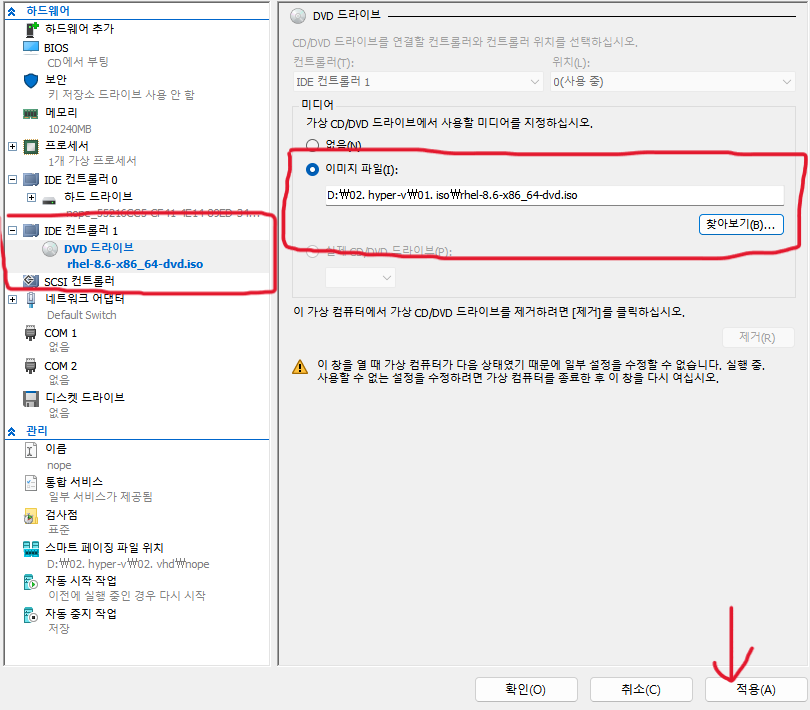 하드웨어
하드웨어 추가
BIOS
CD에서 부팅
보안
키 저장소 드라이브 사용 안 함
메모리
10240MB
프로세서
1개 가상 프로세서
IDE 컨트롤러 0
하드 드라이브
IDE 컨트롤러 1
DVD 드라이브
rhel-8.6-x86_64-dvd.iso
SCSI 컨트롤러
네트워크 어댑터
Default Switch
COM 1
없음
COM 2
없음
디스켓 드라이브
없음
관리
이름
nope
통합 서비스
일부 서비스가 제공됨
검사점
표준
스마트 페이징 파일 위치
D:₩02. hyper-v₩02. vhd₩nope
자동 시작 작업
이전에 실행 중인 경우 다시 시작
자동 중지 작업
저장
DVD 드라이브
CD/DVD 드라이브를 연결할 컨트롤러와 컨트롤러 위치를 선택하십시오.
컨트롤러(T): 위치(L):
IDE 컨트롤러 1 0(사용 중)
미디어
가상 CD/DVD 드라이브에서 사용할 미디어를 지정하십시오.
없음(N)
이미지 파일(I):
D:₩02. hyper-v₩01. iso₩rhel-8.6-x86_64-dvd.iso
찾아보기(B)...
실제 CD/DVD 드라이브(P):
이 가상 컴퓨터에서 가상 CD/DVD 드라이브를 제거하려면 [제거]를 클릭하십시오.
제거(R)
이 창을 열 때 가상 컴퓨터가 다음 상태였기 때문에 일부 설정을 수정할 수 없습니다. 실행 중.
사용할 수 없는 설정을 수정하려면 가상 컴퓨터를 종료한 후 이 창을 다시 여십시오.
확인(O) 취소(C) 적용(A)